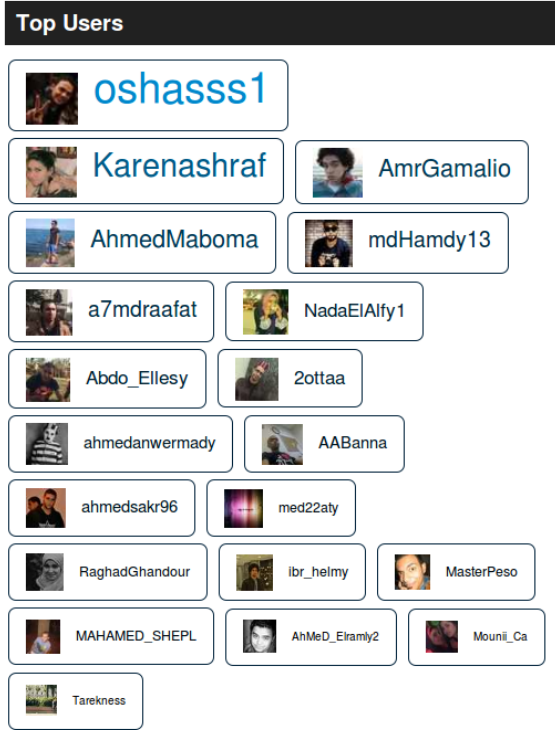 Top Users
oshasss1
Karenashraf AmrGamalio
AhmedMaboma mdHamdy13
a7mdraafat NadaElAlfy1
Abdo_Ellesy 2ottaa
ahmedanwermady AABanna
ahmedsakr96 med22aty
RaghadGhandour ibr_helmy MasterPeso
MAHAMED_SHEPL AhMeD_Elramly2 Mounii_Ca
Tarekness